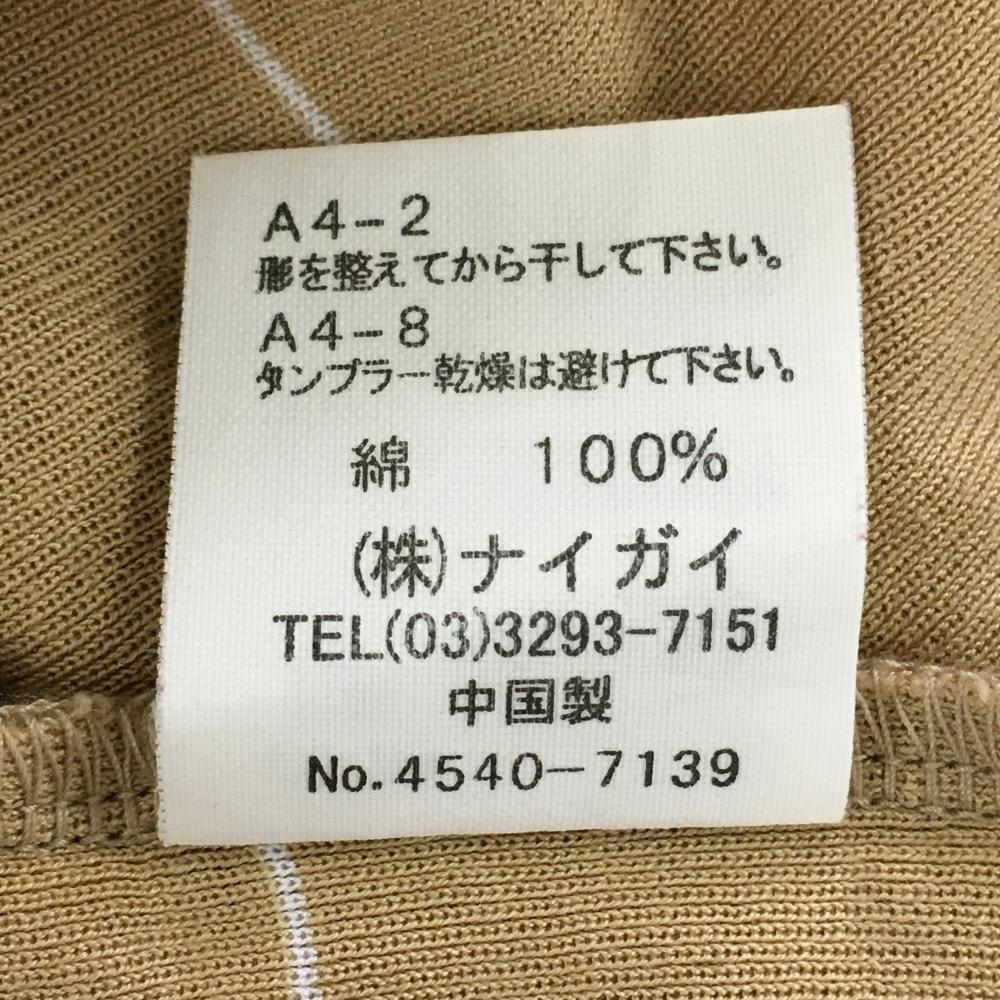 A4-2
形を整えてから干して下さい。
A4-8
タンブラー乾燥は避けて下さい。
綿 100%
(株)ナイガイ
TEL(03)3293-7151
中国製
No.4540-7139